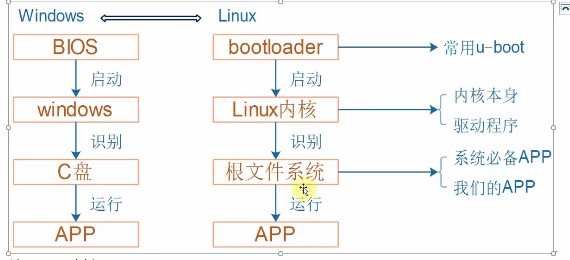 Windows
Linux
BIOS
bootloader
常用u-boot
启动
启动
windows
Linux内核
内核本身
驱动程序
识别
识别
C盘
根文件系统
系统必备APP
我们的APP
运行
运行
APP
APP